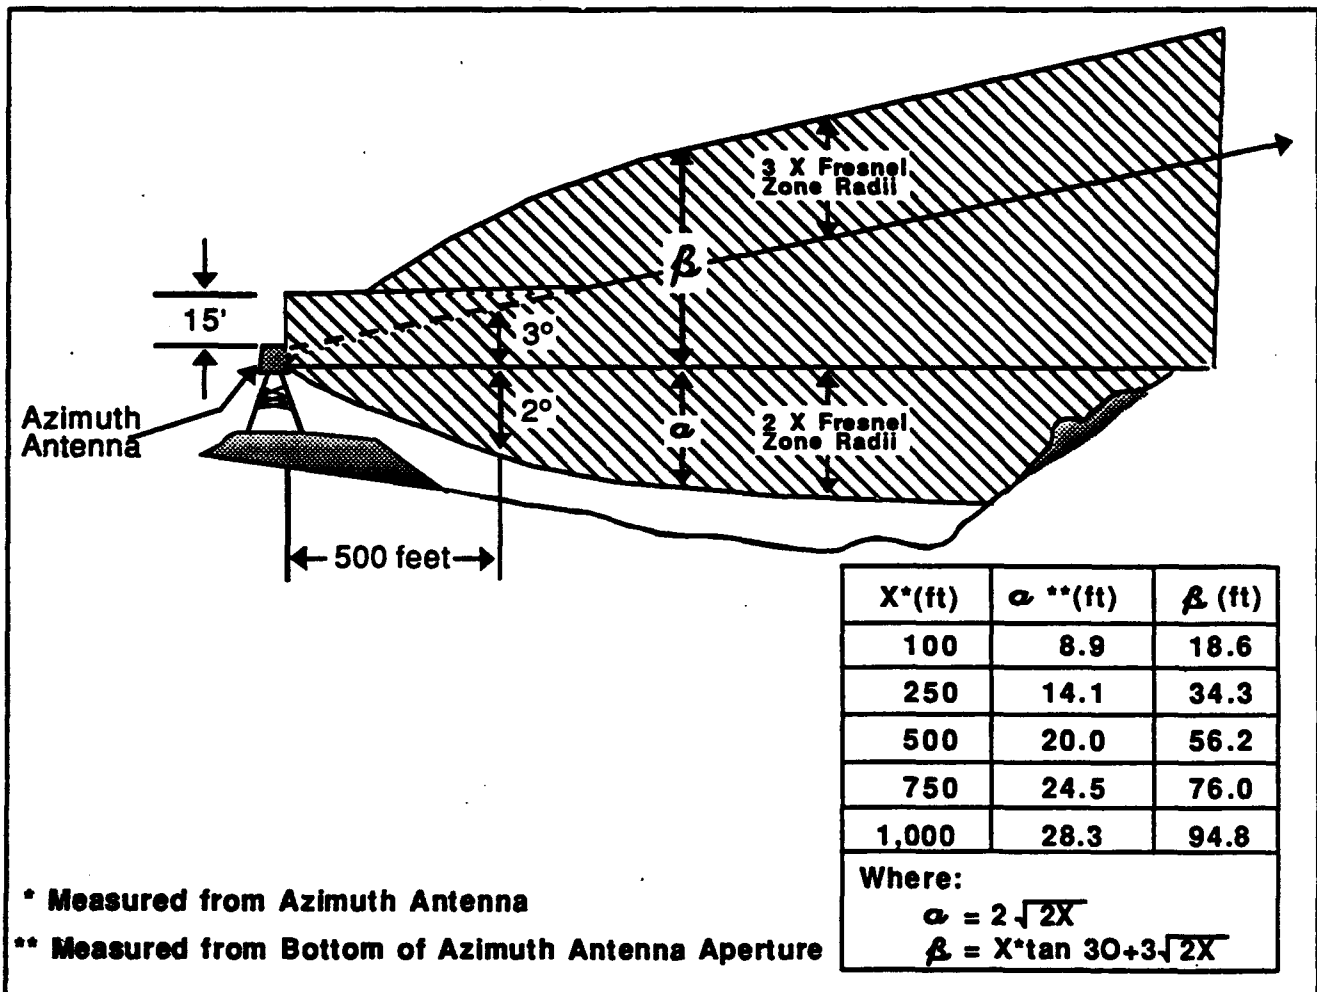 3 X Fresnel
Zone Radii
β
15'
3°
2°
α
2 X Fresnel
Zone Radii
Azimuth
Antenna
500 feet
X*(ft) α **(ft) β (ft)
100 8.9 18.6
250 14.1 34.3
500 20.0 56.2
750 24.5 76.0
1,000 28.3 94.8
Where:
α = 2√2X
β = X*tan 3O+3√2X
* Measured from Azimuth Antenna
** Measured from Bottom of Azimuth Antenna Aperture